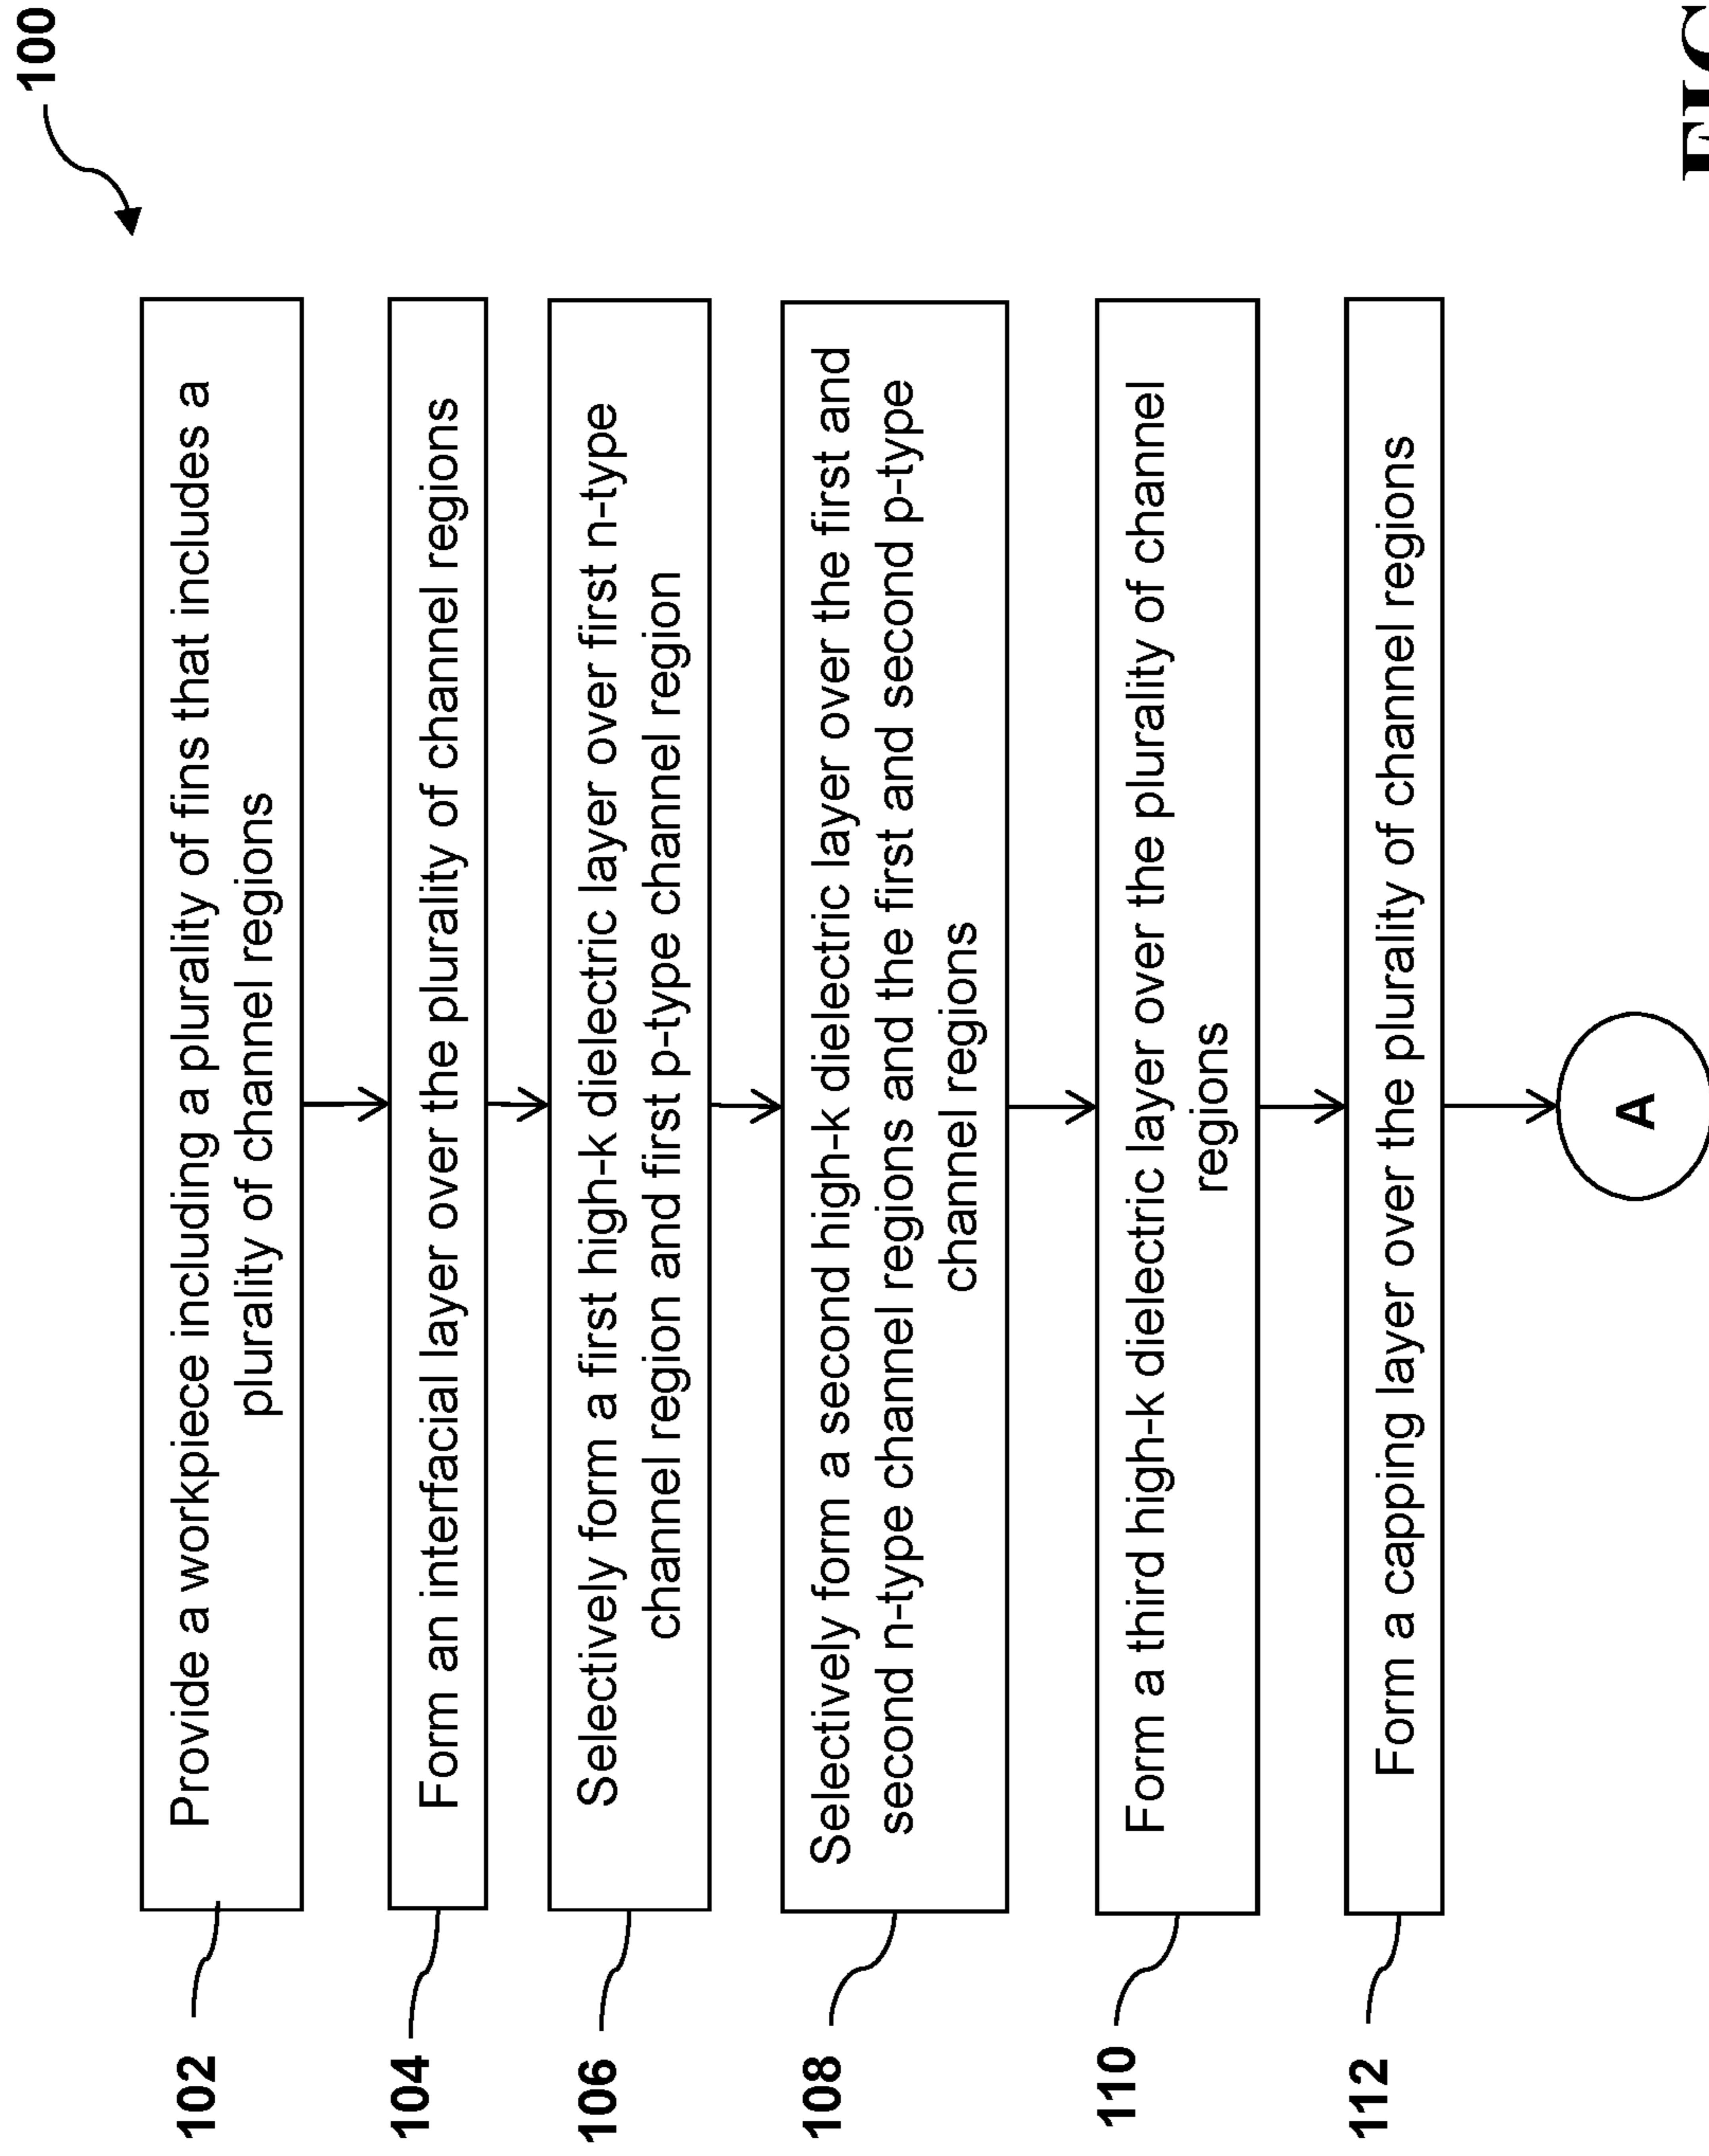 100
102
Provide a workpiece including a plurality of fins that includes a
plurality of channel regions
104
Form an interfacial layer over the plurality of channel regions
106
Selectively form a first high-k dielectric layer over first n-type
channel region and first p-type channel region
108
Selectively form a second high-k dielectric layer over the first and
second n-type channel regions and the first and second p-type
channel regions
110
Form a third high-k dielectric layer over the plurality of channel
regions
112
Form a capping layer over the plurality of channel regions
A